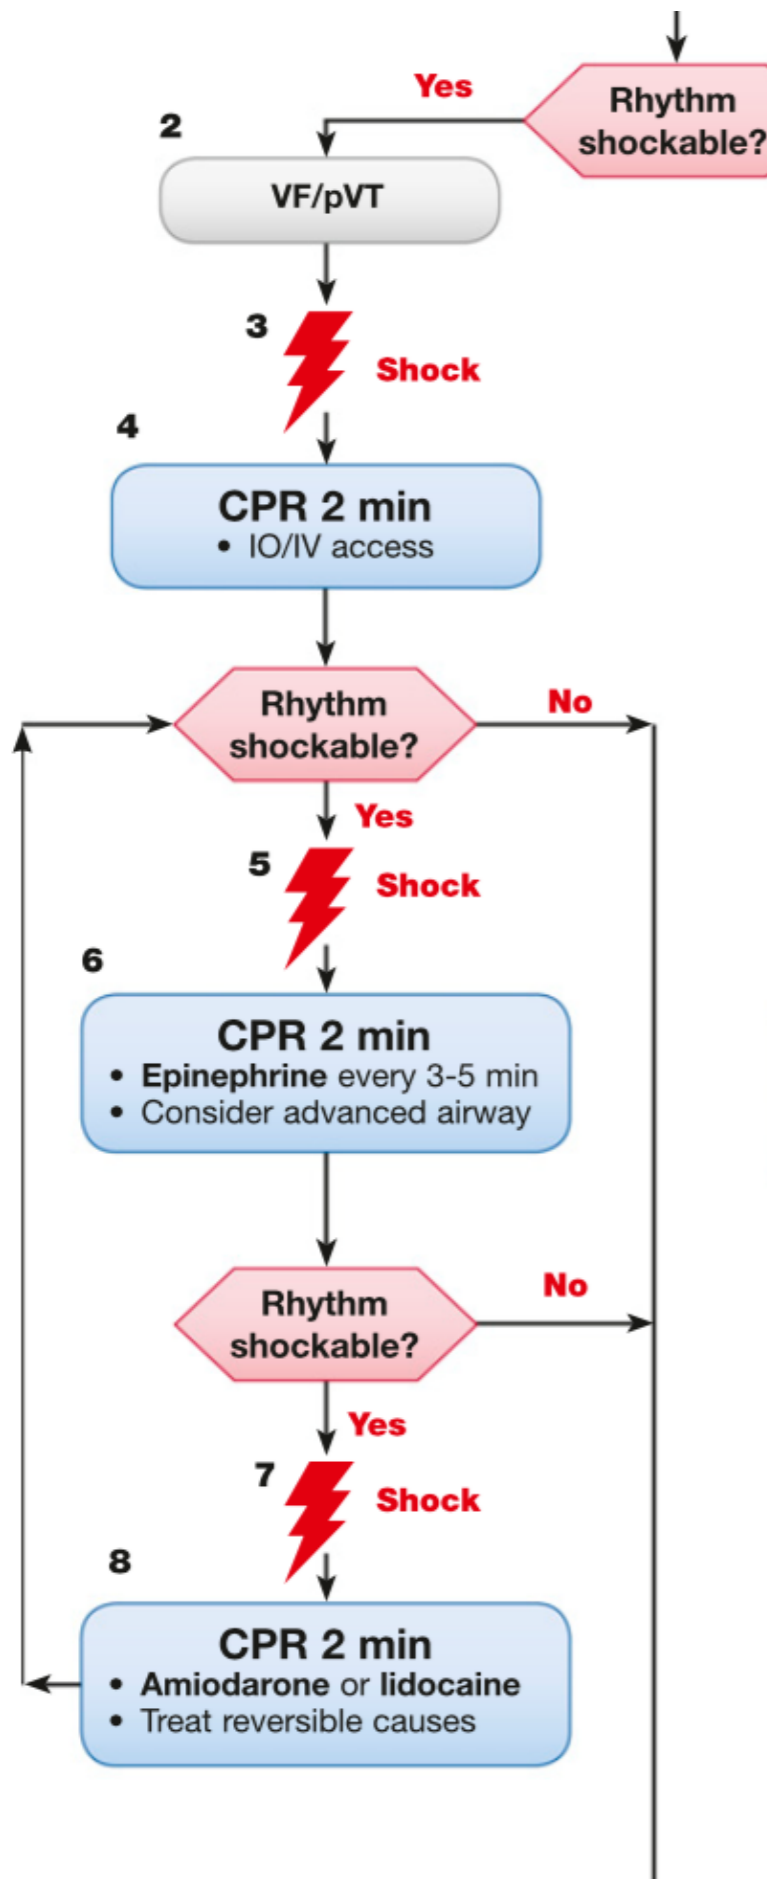 Yes
Rhythm
shockable?
2
VF/pVT
3
Shock
4
CPR 2 min
• IO/IV access
Rhythm
shockable?
No
Yes
5
Shock
6
CPR 2 min
• Epinephrine every 3-5 min
• Consider advanced airway
Rhythm
shockable?
No
Yes
7
Shock
8
CPR 2 min
• Amiodarone or lidocaine
• Treat reversible causes